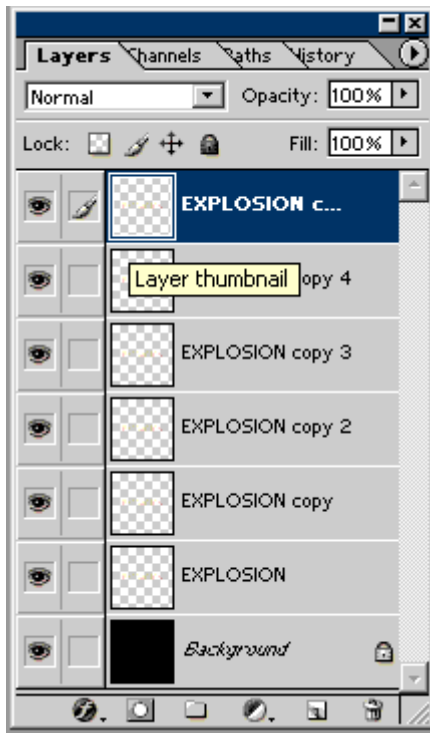 Layers Channels Paths History
Normal Opacity: 100%
Lock: Fill: 100%
EXPLOSION c...
Layer thumbnail opy 4
EXPLOSION copy 3
EXPLOSION copy 2
EXPLOSION copy
EXPLOSION
Background